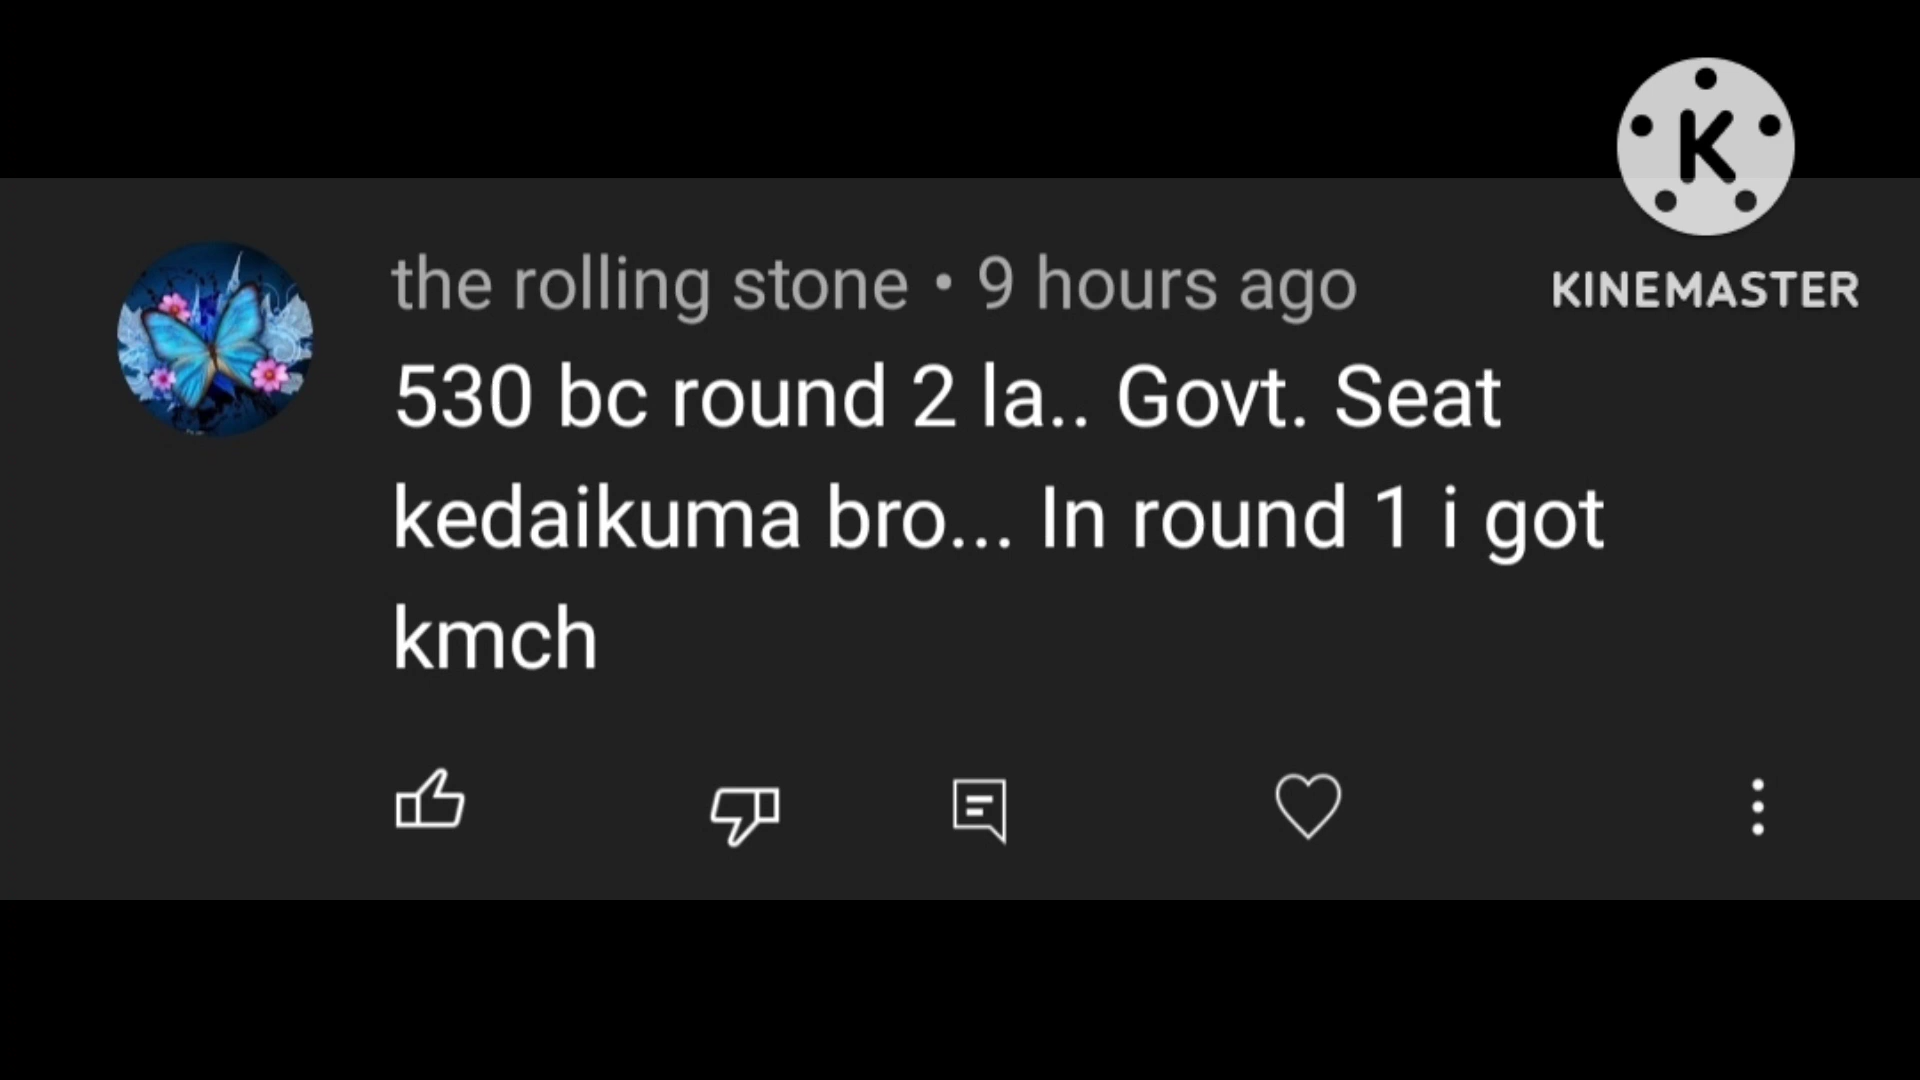 K
KINEMASTER
the rolling stone • 9 hours ago
530 bc round 2 la.. Govt. Seat
kedaikuma bro... In round 1 i got
kmch